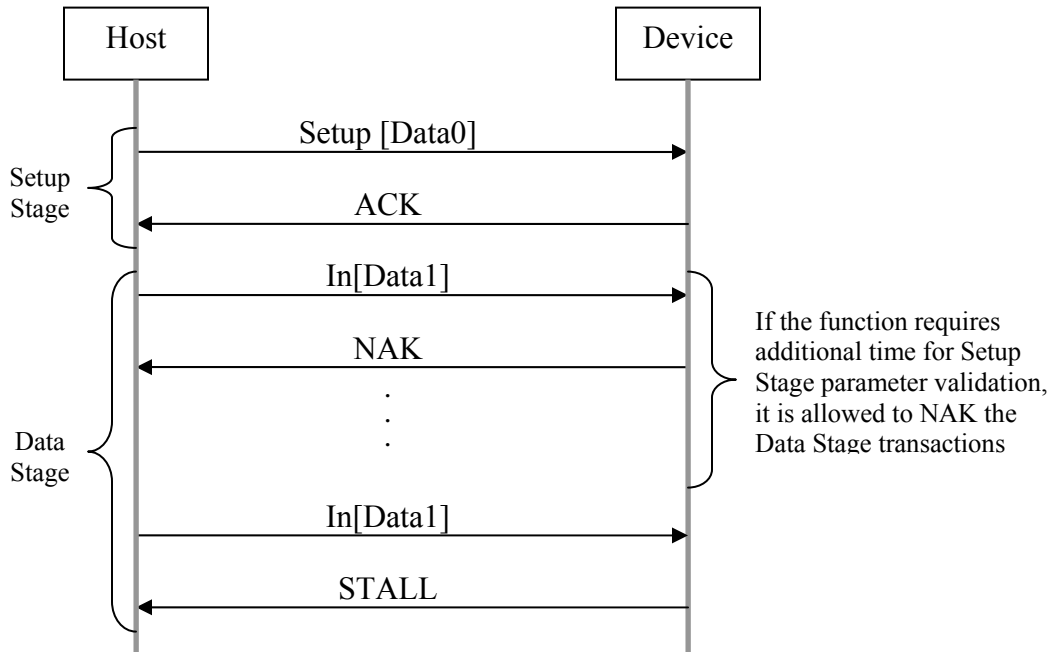 Host
Device
Setup [Data0]
Setup
Stage
ACK
In[Data1]
NAK
.
.
.
If the function requires
additional time for Setup
Stage parameter validation,
it is allowed to NAK the
Data Stage transactions
Data
Stage
In[Data1]
STALL